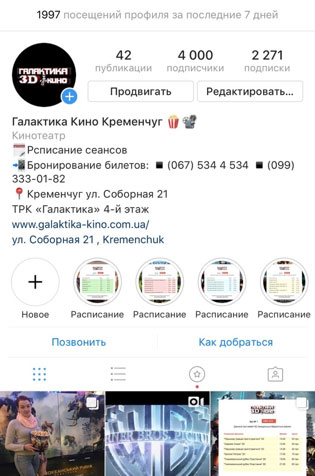 1997 посещений профиля за последние 7 дней
ГАЛАКТИКА
3D КИНО
42 4 000 2 271
публикации подписчики подписки
Продвигать Редактировать...
Галактика Кино Кременчуг
Кинотеатр
Рсписание сеансов
Бронирование билетов: (067) 534 4 534 (099)
333-01-82
Кременчуг ул. Соборная 21
ТРК «Галактика» 4-й этаж
www.galaktika-kino.com.ua/
ул. Соборная 21 , Kremenchuk
Новое Расписание Расписание Расписание Расписание
Позвонить Как добраться